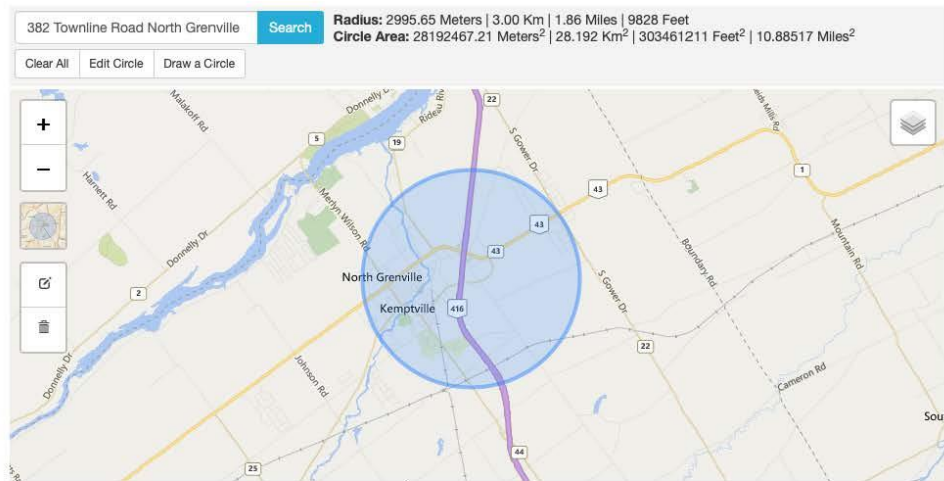 382 Townline Road North Grenville
Search
Radius: 2995.65 Meters | 3.00 Km | 1.86 Miles | 9828 Feet
Circle Area: 28192467.21 Meters² | 28.192 Km² | 303461211 Feet² | 10.88517 Miles²
Clear All
Edit Circle
Draw a Circle
+
−
Malakoff Rd
Donnelly Dr
Rideau Riv
22
S Gower Dr
5
19
1
Harnett Rd
Merlyn Wilson Rd
43
43
43
Boundary Rd
Mountain Rd
Donnelly Dr
North Grenville
2
Kemptville
416
S Gower Dr
22
Donnelly Dr
Johnson Rd
Cameron Rd
Sou
44
25